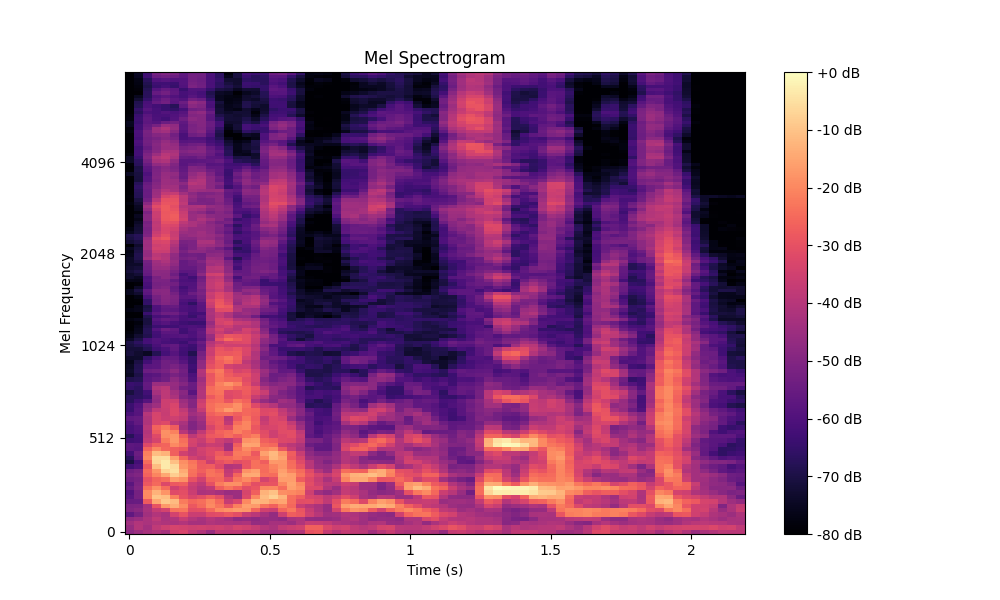 Mel Spectrogram
+0 dB
-10 dB
-20 dB
-30 dB
-40 dB
-50 dB
-60 dB
-70 dB
-80 dB
4096
2048
1024
512
0
Mel Frequency
0
0.5
1
1.5
2
Time (s)